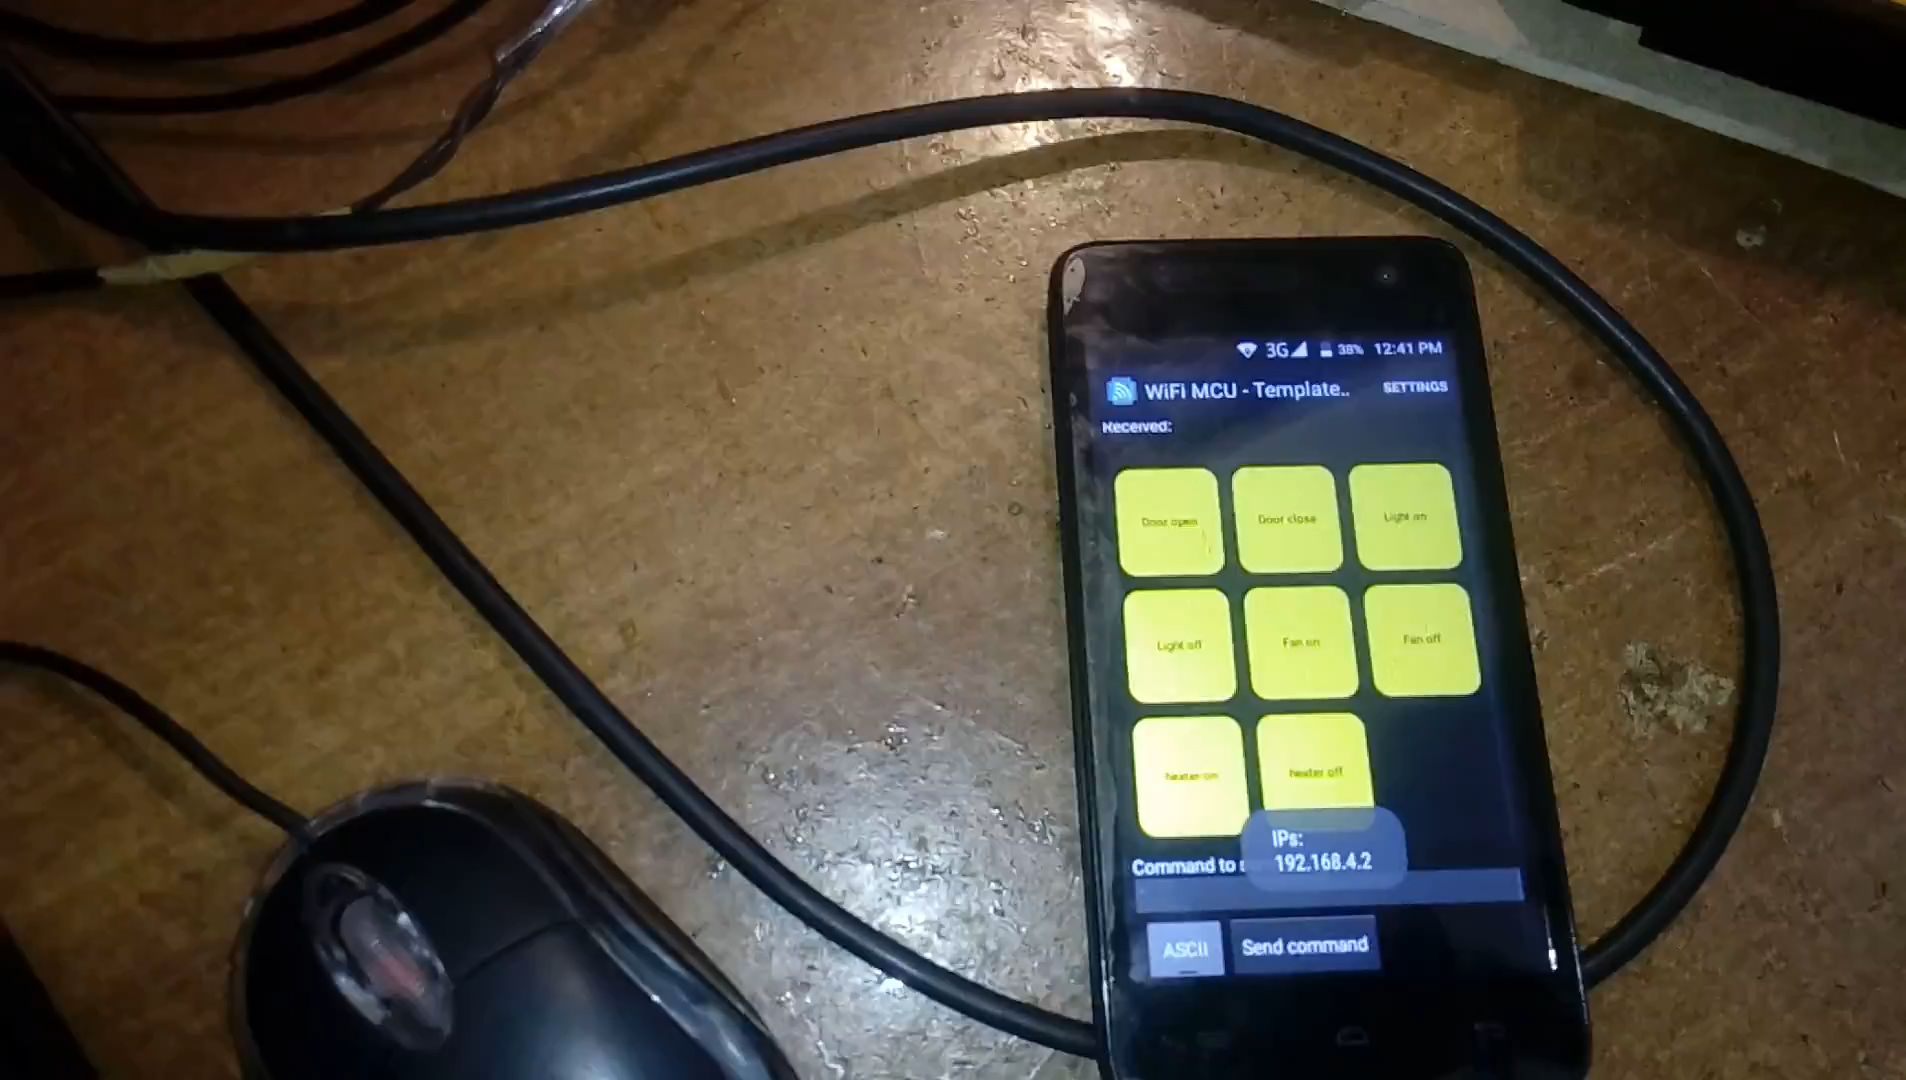 3G 38% 12:41 PM
WiFi MCU - Template.. SETTINGS
Received:
Door open Door close Light on
Light off Fan on Fan off
heater on heater off
IPs:
192.168.4.2
Command to s
ASCII Send command